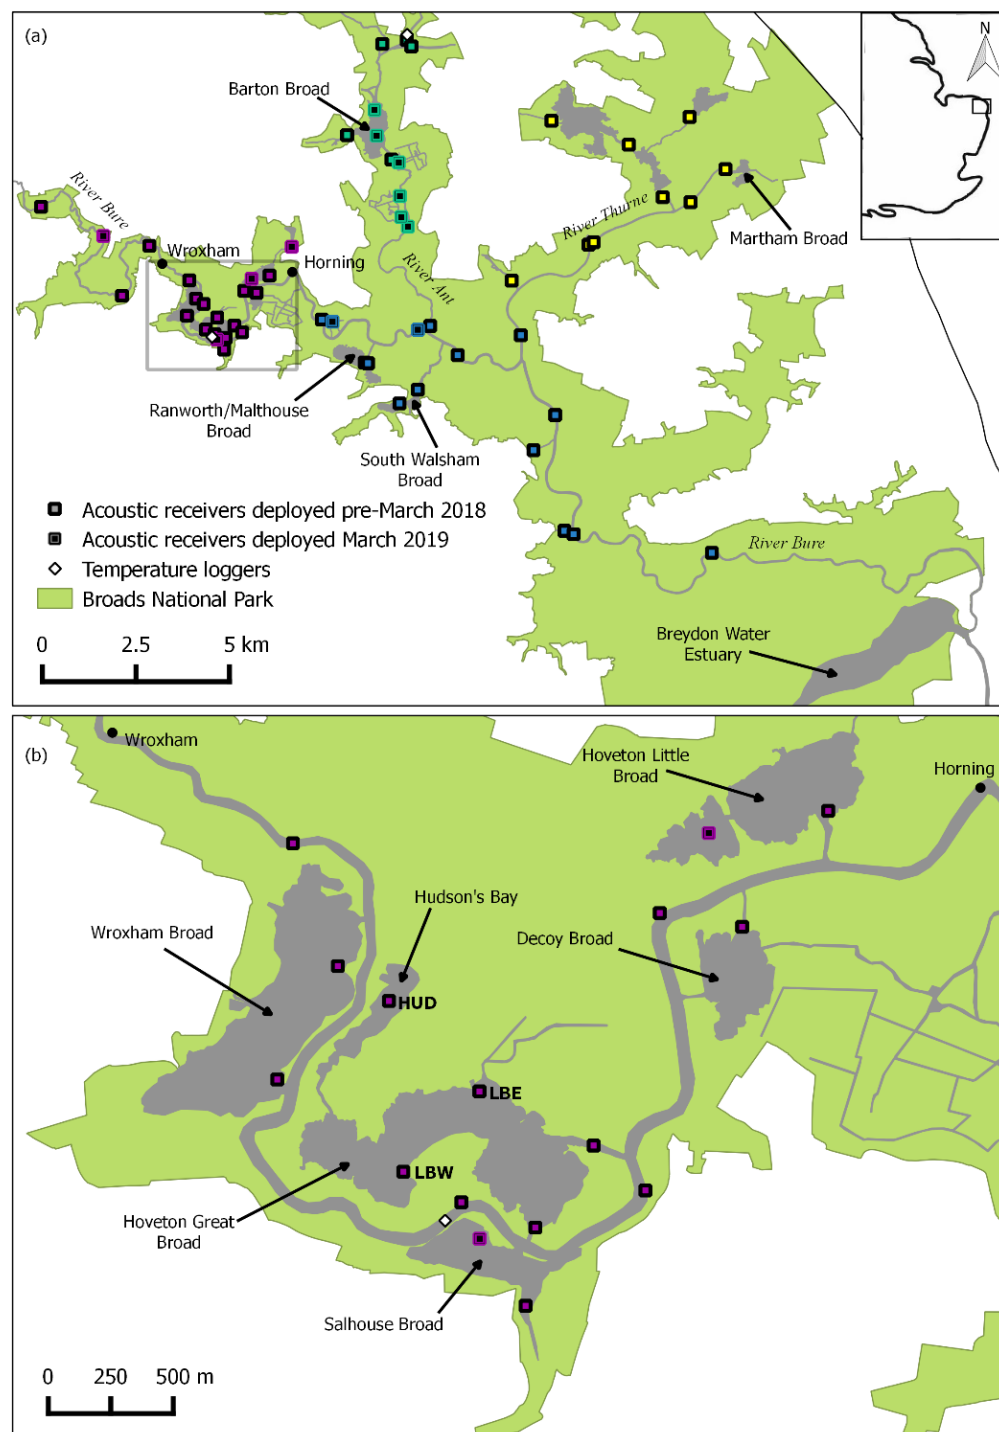 (a)
N
Barton Broad
River Bure
River Thurne
Martham Broad
Wroxham
Horning
River Ant
Ranworth/Malthouse
Broad
South Walsham
Broad
Acoustic receivers deployed pre-March 2018
Acoustic receivers deployed March 2019
Temperature loggers
Broads National Park
River Bure
0 2.5 5 km
Breydon Water
Estuary
(b)
Wroxham
Hoveton Little
Broad
Horning
Hudson's Bay
Wroxham Broad
Decoy Broad
HUD
LBE
LBW
Hoveton Great
Broad
Salhouse Broad
0 250 500 m